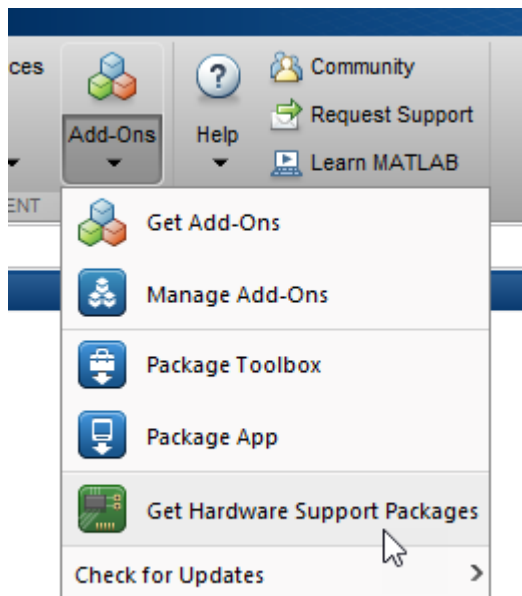 ces
Add-Ons
Help
Community
Request Support
Learn MATLAB
ENT
Get Add-Ons
Manage Add-Ons
Package Toolbox
Package App
Get Hardware Support Packages
Check for Updates